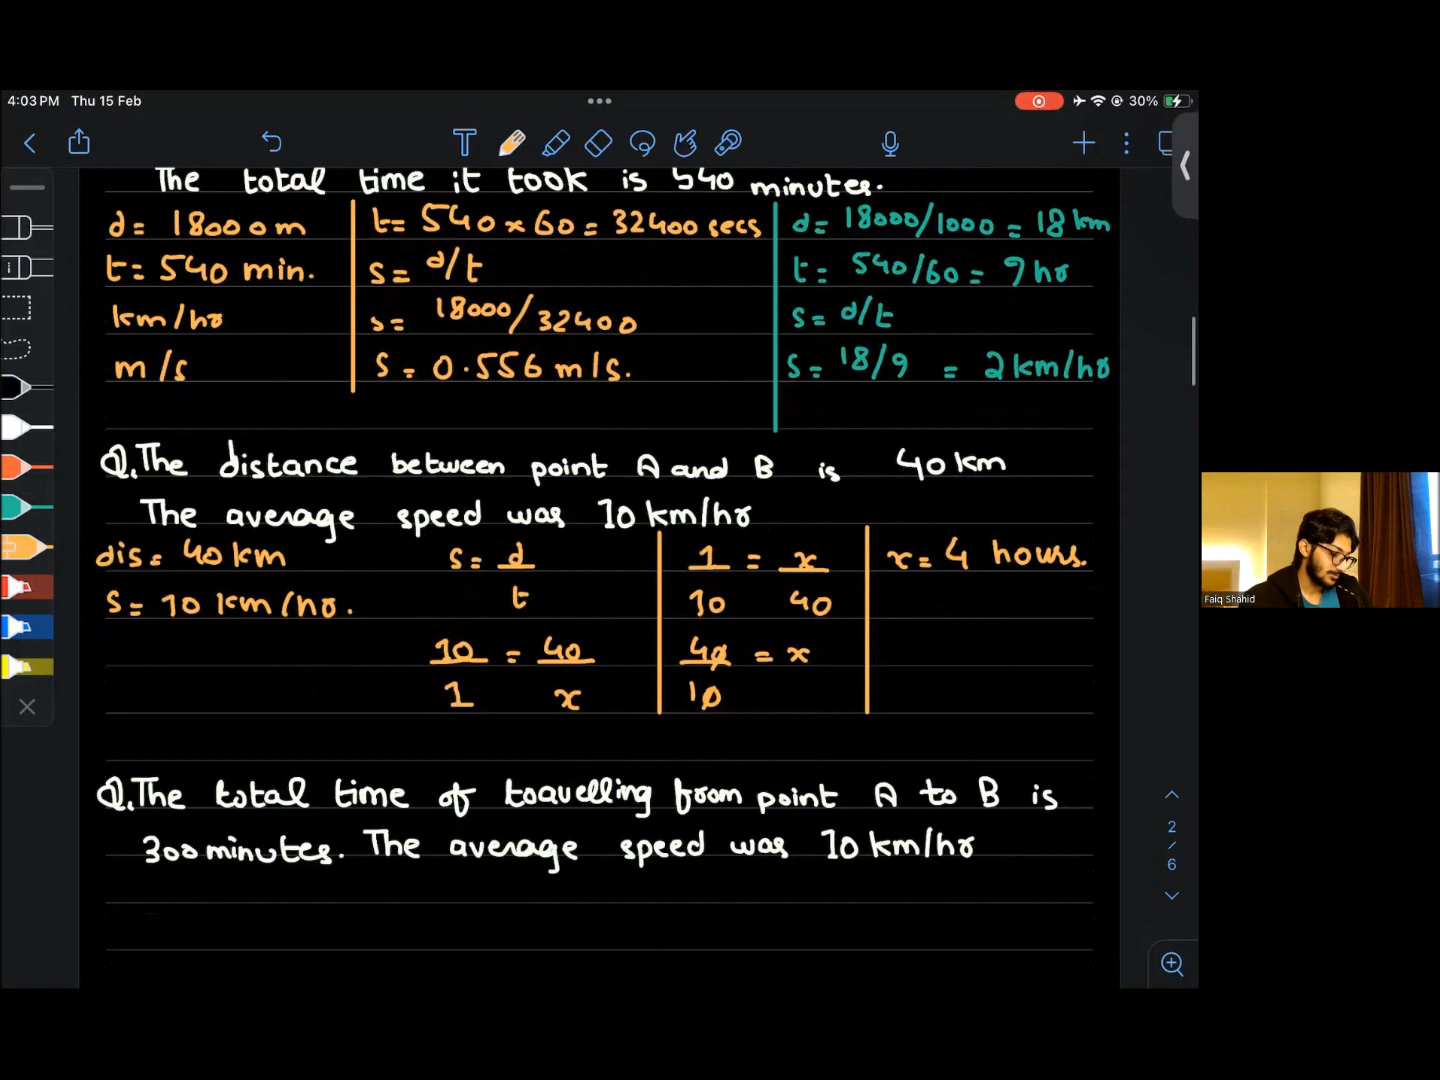 4:03 PM Thu 15 Feb
30%
The total time it took is 540 minutes.
d= 18000m
t= 540 min.
km/hr
m/s
t= 540 x 60 = 32400 secs
s= d/t
s= 18000/32400
s= 0.556 m/s.
d= 18000/1000 = 18 km
t= 540/60 = 9 hr
s= d/t
s= 18/9 = 2 km/hr
Q.The distance between point A and B is 40 km
The average speed was 10 km/hr
dis= 40 km
s= 10 km/hr.
s= d/t
10/1 = 40/x
1/10 = x/40
40/10 = x
x= 4 hours.
Q.The total time of travelling from point A to B is
300 minutes. The average speed was 10 km/hr
2
/
6
Faiq Shahid